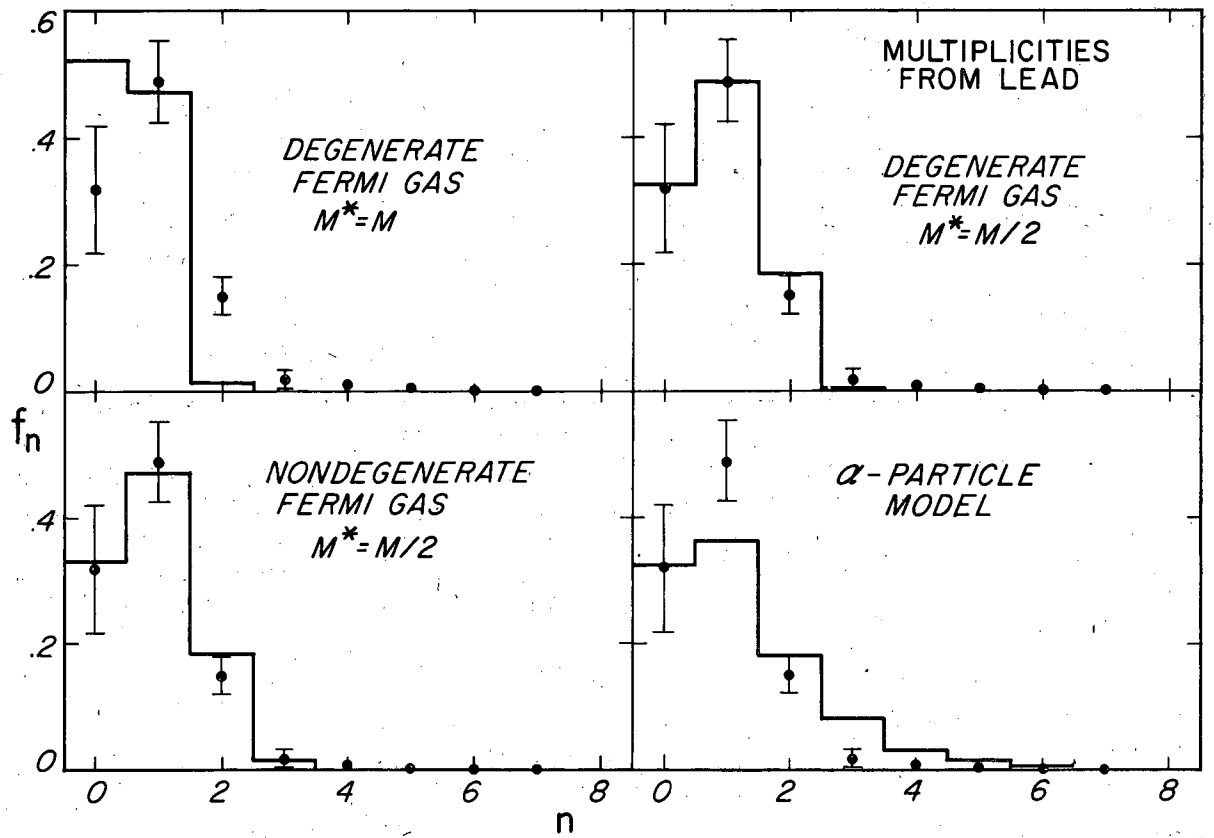 .6
.4
.2
0
DEGENERATE
FERMI GAS
M*=M
MULTIPLICITIES
FROM LEAD
DEGENERATE
FERMI GAS
M*=M/2
fn
.4
.2
0
NONDEGENERATE
FERMI GAS
M*=M/2
α-PARTICLE
MODEL
0 2 4 6 8
0 2 4 6 8
n